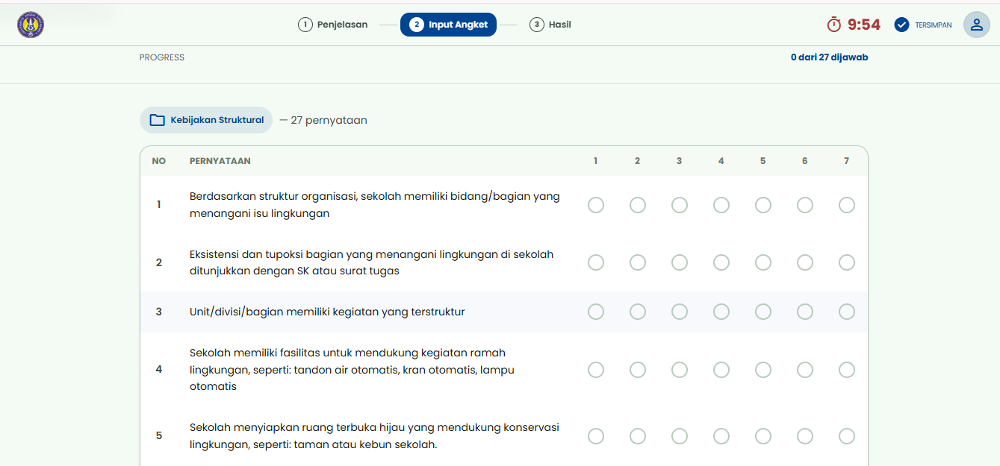 1 Penjelasan 2 Input Angket 3 Hasil 9:54 TERSIMPAN
PROGRESS 0 dari 27 dijawab
Kebijakan Struktural — 27 pernyataan
NO PERNYATAAN 1 2 3 4 5 6 7
1 Berdasarkan struktur organisasi, sekolah memiliki bidang/bagian yang
menangani isu lingkungan
2 Eksistensi dan tupoksi bagian yang menangani lingkungan di sekolah
ditunjukkan dengan SK atau surat tugas
3 Unit/divisi/bagian memiliki kegiatan yang terstruktur
4 Sekolah memiliki fasilitas untuk mendukung kegiatan ramah
lingkungan, seperti: tandon air otomatis, kran otomatis, lampu
otomatis
5 Sekolah menyiapkan ruang terbuka hijau yang mendukung konservasi
lingkungan, seperti: taman atau kebun sekolah.